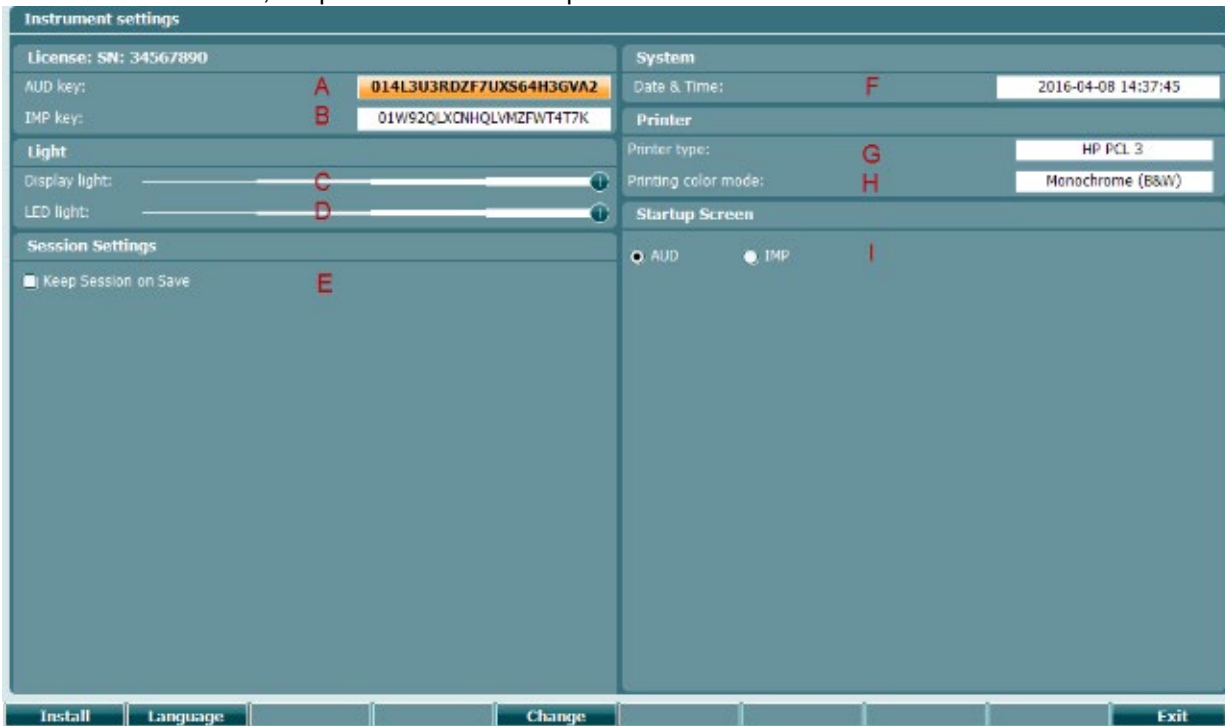 Instrument settings
License: SN: 34567890
AUD key: A 014L3U3RDZF7UXS64H3GVA2
IMP key: B 01W92QLXCNHQLVMZFWT4T7K
Light
Display light: C
LED light: D
Session Settings
Keep Session on Save E
System
Date & Time: F 2016-04-08 14:37:45
Printer
Printer type: G HP PCL 3
Printing color mode: H Monochrome (B&W)
Startup Screen
AUD IMP I
Install Language Change Exit